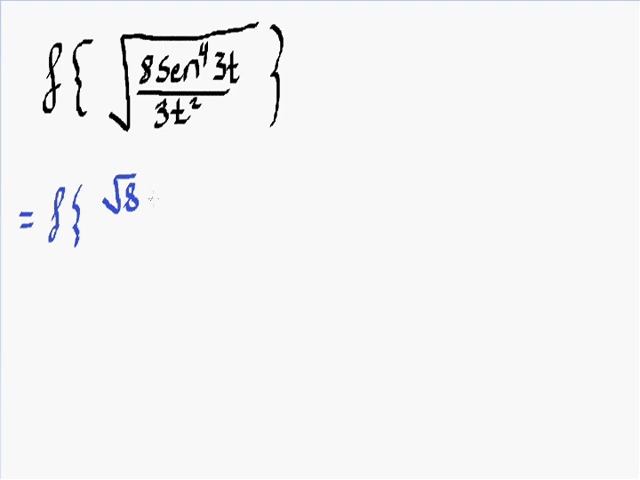 ℒ{ √(8 Sen⁴ 3t / 3t²) }
= ℒ{ √8